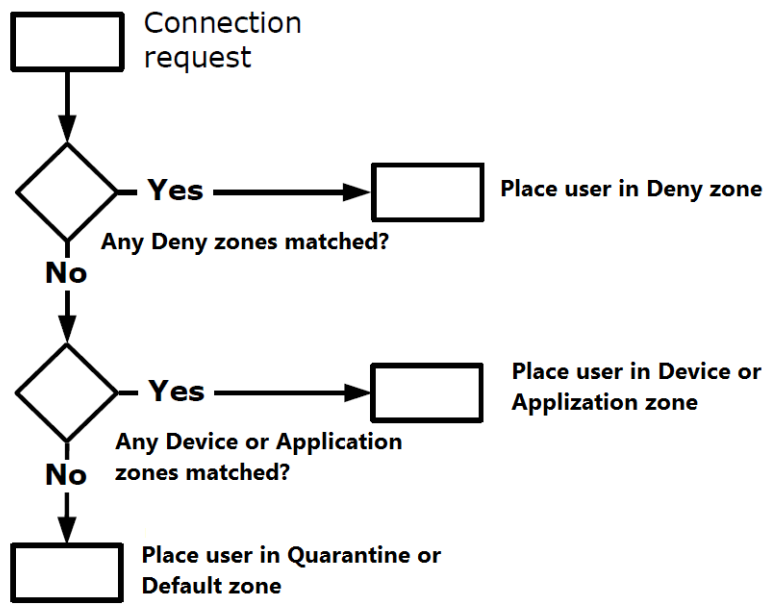 Connection
request
Yes
Place user in Deny zone
Any Deny zones matched?
No
Yes
Place user in Device or
Applization zone
Any Device or Application
zones matched?
No
Place user in Quarantine or
Default zone